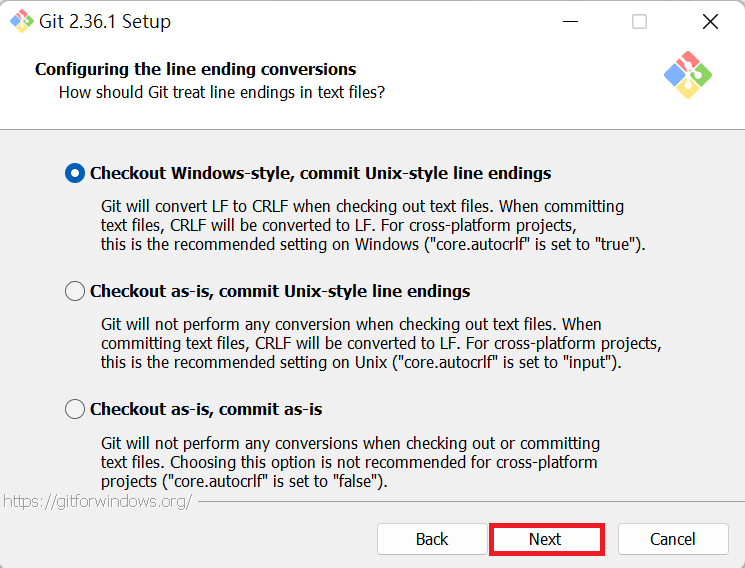 Git 2.36.1 Setup
Configuring the line ending conversions
How should Git treat line endings in text files?
Checkout Windows-style, commit Unix-style line endings
Git will convert LF to CRLF when checking out text files. When committing
text files, CRLF will be converted to LF. For cross-platform projects,
this is the recommended setting on Windows ("core.autocrlf" is set to "true").
Checkout as-is, commit Unix-style line endings
Git will not perform any conversion when checking out text files. When
committing text files, CRLF will be converted to LF. For cross-platform projects,
this is the recommended setting on Unix ("core.autocrlf" is set to "input").
Checkout as-is, commit as-is
Git will not perform any conversions when checking out or committing
text files. Choosing this option is not recommended for cross-platform
projects ("core.autocrlf" is set to "false").
https://gitforwindows.org/
Back Next Cancel